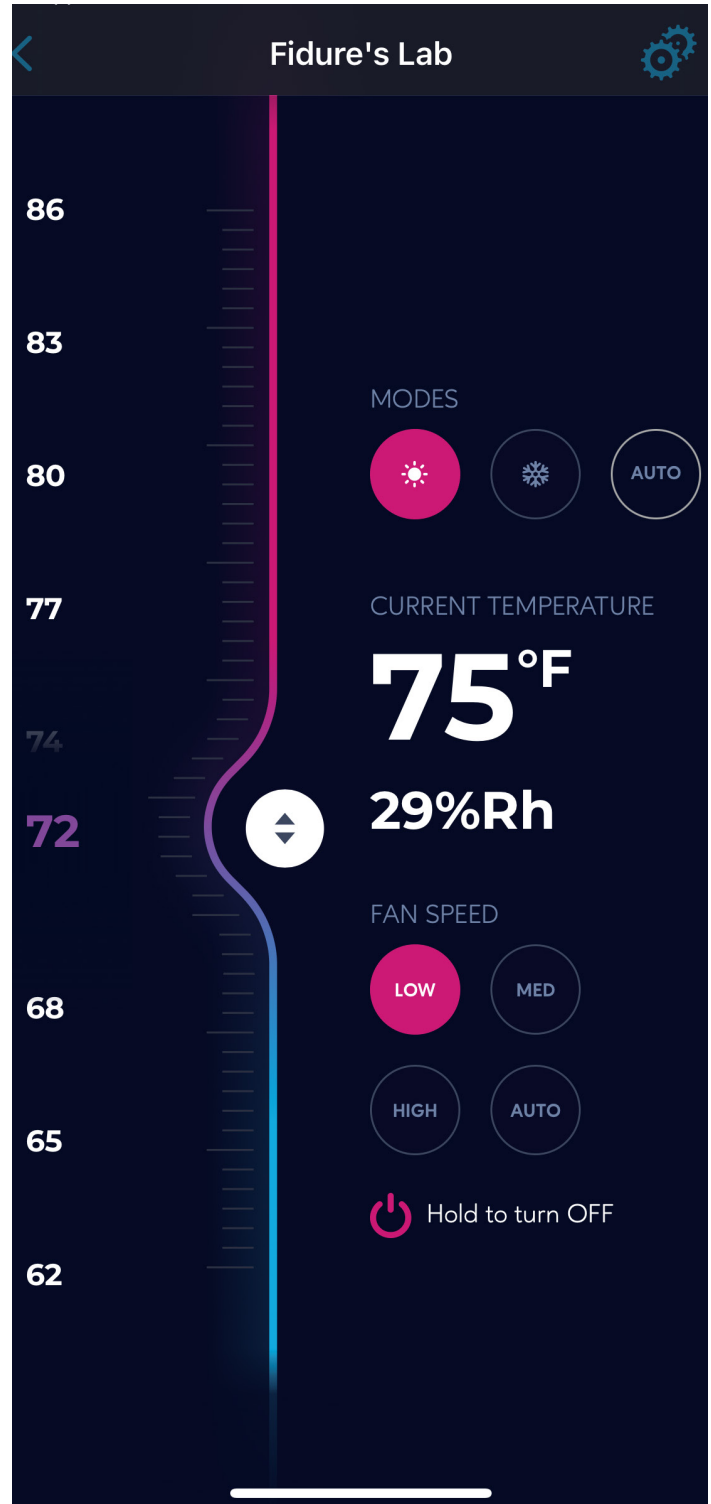 Fidure's Lab
86
83
80
77
74
72
68
65
62
MODES
AUTO
CURRENT TEMPERATURE
75°F
29%Rh
FAN SPEED
LOW MED
HIGH AUTO
Hold to turn OFF